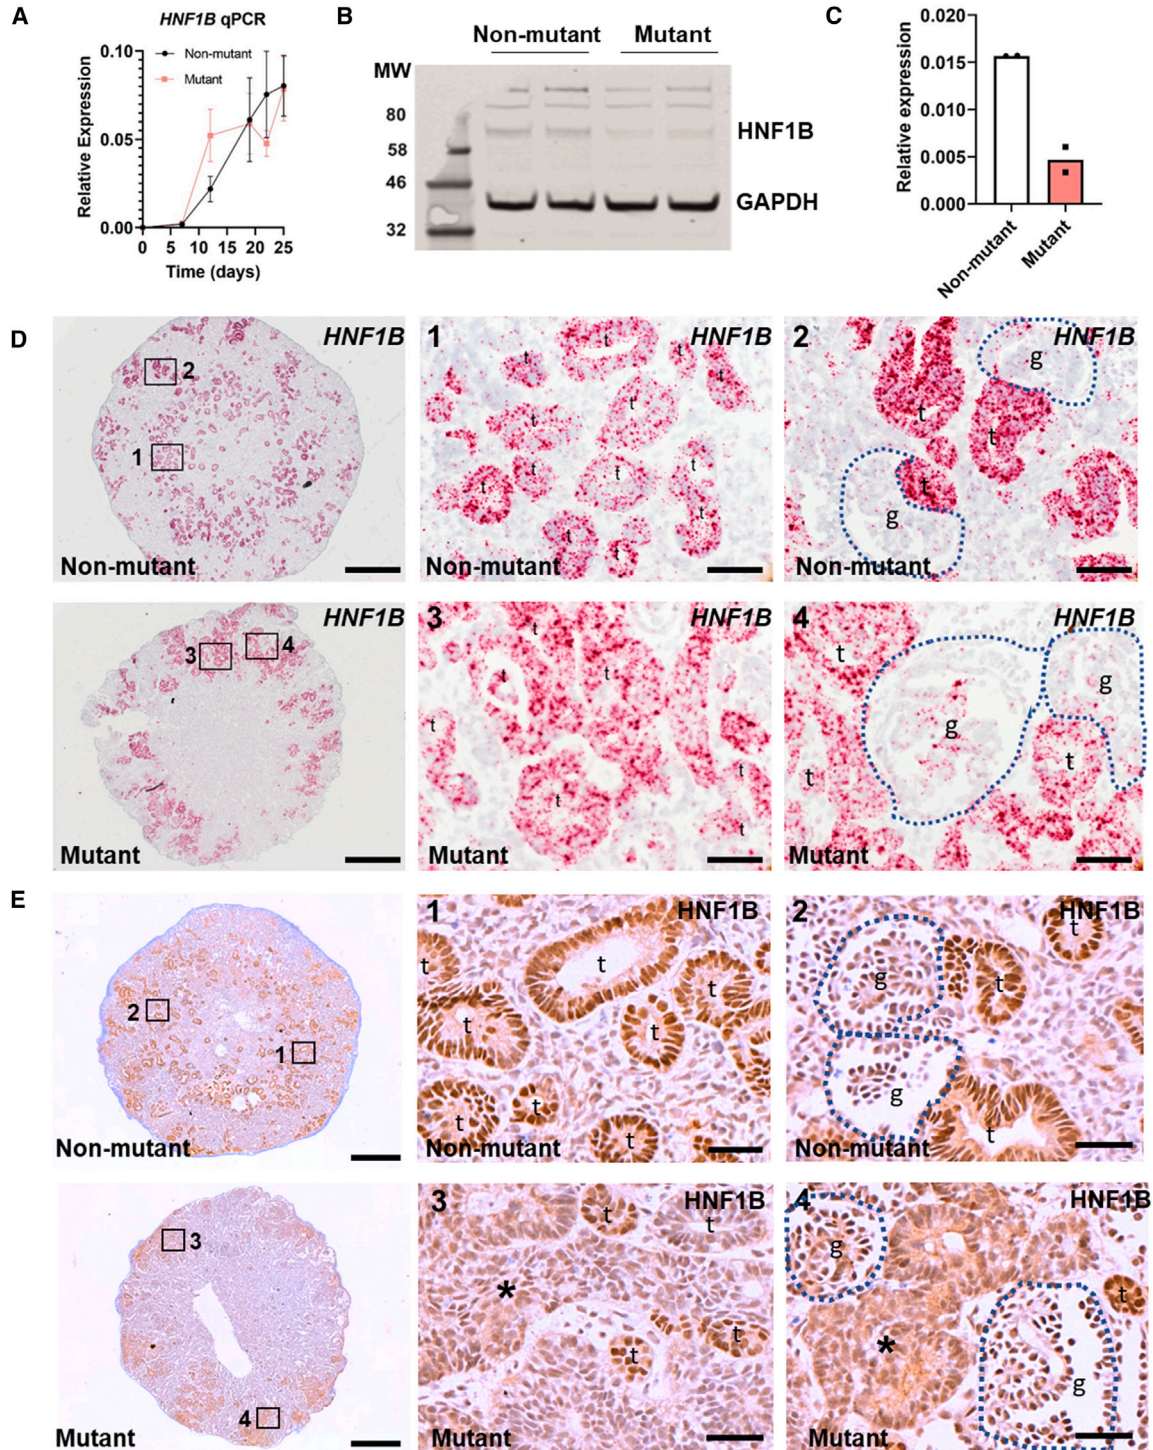 A
HNF1B qPCR
Relative Expression
0.10
0.05
0.00
Non-mutant
Mutant
0 5 10 15 20 25
Time (days)
B
Non-mutant Mutant
MW
80
58
46
32
HNF1B
GAPDH
C
Relative expression
0.020
0.015
0.010
0.005
0.000
Non-mutant
Mutant
D
HNF1B
2
1
Non-mutant
1 HNF1B
t t t t t t t t t t t t t
Non-mutant
2 HNF1B
g
t t
t
g
Non-mutant
HNF1B
3 4
Mutant
3 HNF1B
t
t t
t
t
t
t
Mutant
4 HNF1B
t
g g
t t
Mutant
E
2
1
Non-mutant
1 HNF1B
t t t
t t
t t t
Non-mutant
2 HNF1B
t
g t
g
t
Non-mutant
3
4
Mutant
3 HNF1B
t t
*
t t
Mutant
4 HNF1B
g
t
*
g
Mutant